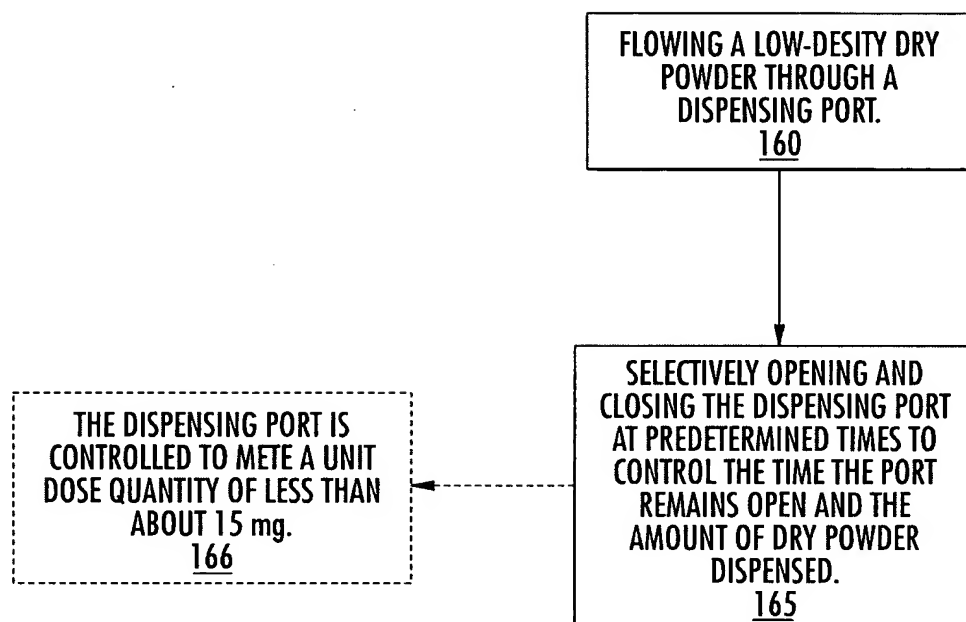 FLOWING A LOW-DESITY DRY
POWDER THROUGH A
DISPENSING PORT.
160
SELECTIVELY OPENING AND
CLOSING THE DISPENSING PORT
AT PREDETERMINED TIMES TO
CONTROL THE TIME THE PORT
REMAINS OPEN AND THE
AMOUNT OF DRY POWDER
DISPENSED.
165
THE DISPENSING PORT IS
CONTROLLED TO METE A UNIT
DOSE QUANTITY OF LESS THAN
ABOUT 15 mg.
166